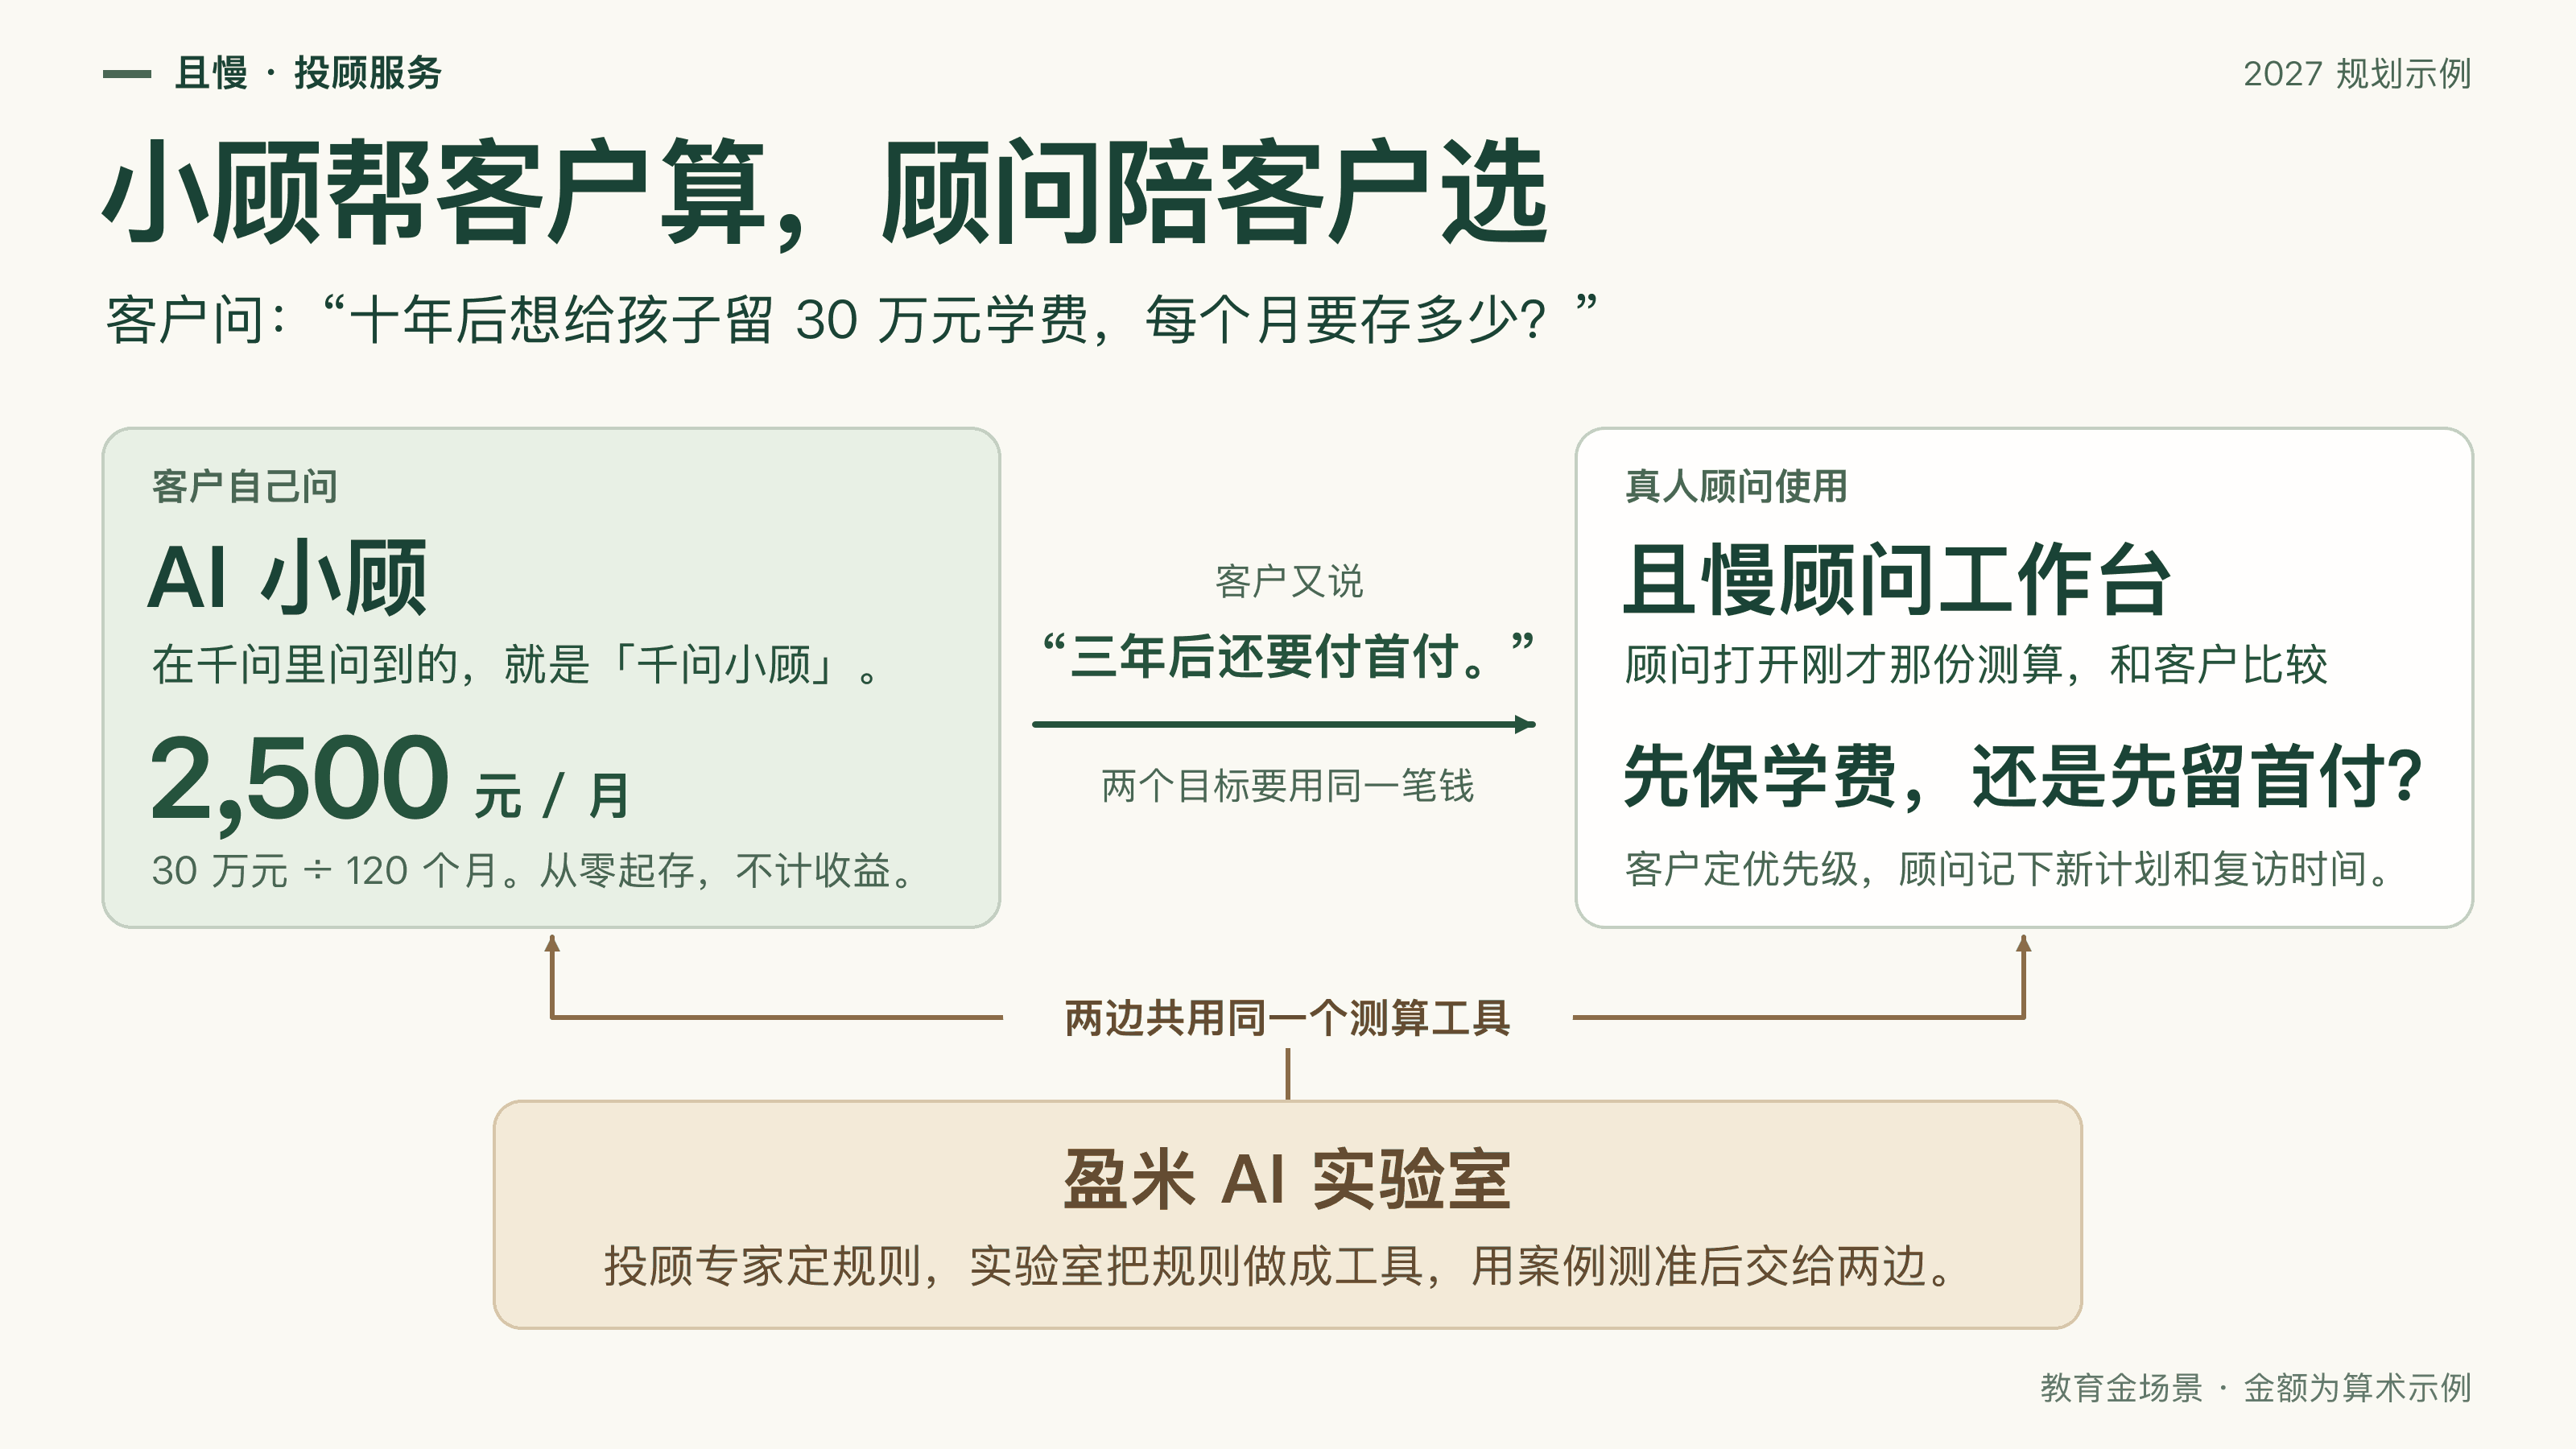 且慢 · 投顾服务
2027 规划示例
小顾帮客户算，顾问陪客户选
客户问：“十年后想给孩子留 30 万元学费，每个月要存多少？”
客户自己问
AI 小顾
在千问里问到的，就是「千问小顾」。
2,500 元 / 月
30 万元 ÷ 120 个月。从零起存，不计收益。
客户又说
“三年后还要付首付。”
两个目标要用同一笔钱
真人顾问使用
且慢顾问工作台
顾问打开刚才那份测算，和客户比较
先保学费，还是先留首付？
客户定优先级，顾问记下新计划和复访时间。
两边共用同一个测算工具
盈米 AI 实验室
投顾专家定规则，实验室把规则做成工具，用案例测准后交给两边。
教育金场景 · 金额为算术示例